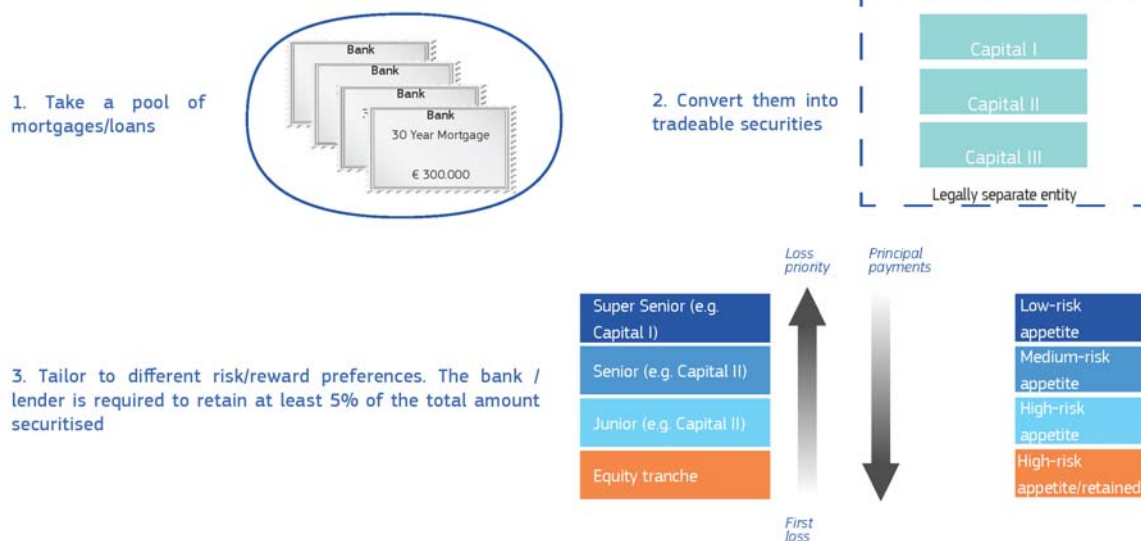 Bank
Bank
Bank
Bank
30 Year Mortgage
€ 300.000
1. Take a pool of
mortgages/loans
2. Convert them into
tradeable securities
Capital I
Capital II
Capital III
Legally separate entity
Loss
priority
Principal
payments
3. Tailor to different risk/reward preferences. The bank /
lender is required to retain at least 5% of the total amount
securitised
Super Senior (e.g.
Capital I)
Senior (e.g. Capital II)
Junior (e.g. Capital II)
Equity tranche
First
loss
Low-risk
appetite
Medium-risk
appetite
High-risk
appetite
High-risk
appetite/retained